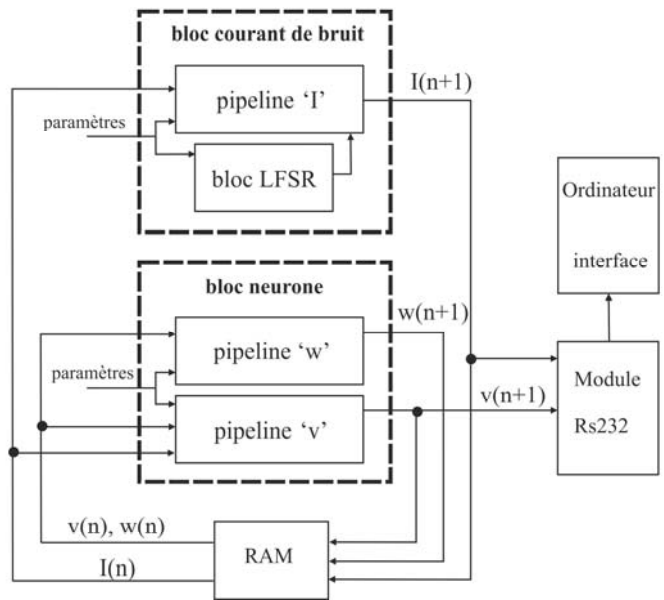 bloc courant de bruit
pipeline ‘I’
I(n+1)
paramètres
bloc LFSR
Ordinateur
interface
bloc neurone
w(n+1)
pipeline ‘w’
paramètres
pipeline ‘v’
v(n+1)
Module
Rs232
v(n), w(n)
RAM
I(n)